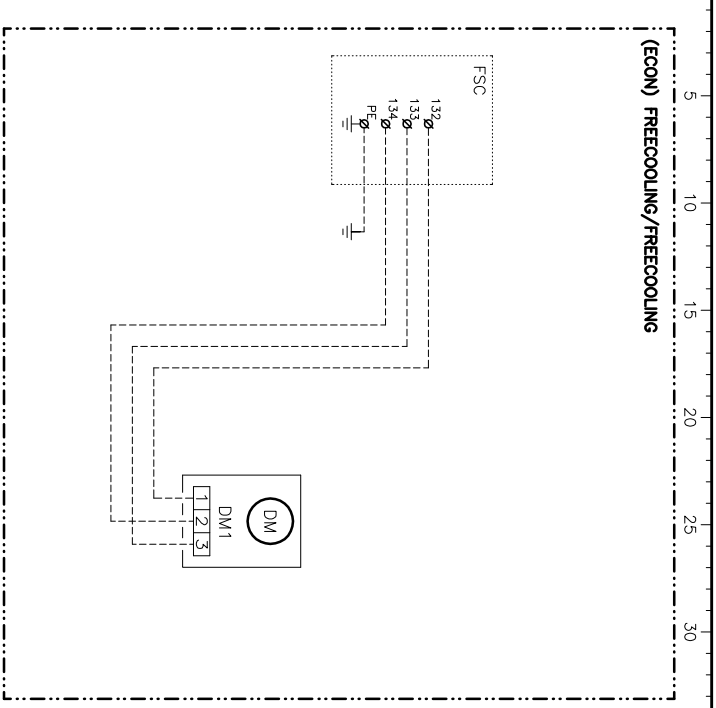 5 10 15 20 25 30
(ECON) FREECOOLING/FREECOOLING
FSC
132
133
134
PE
DM
DM1
1 2 3